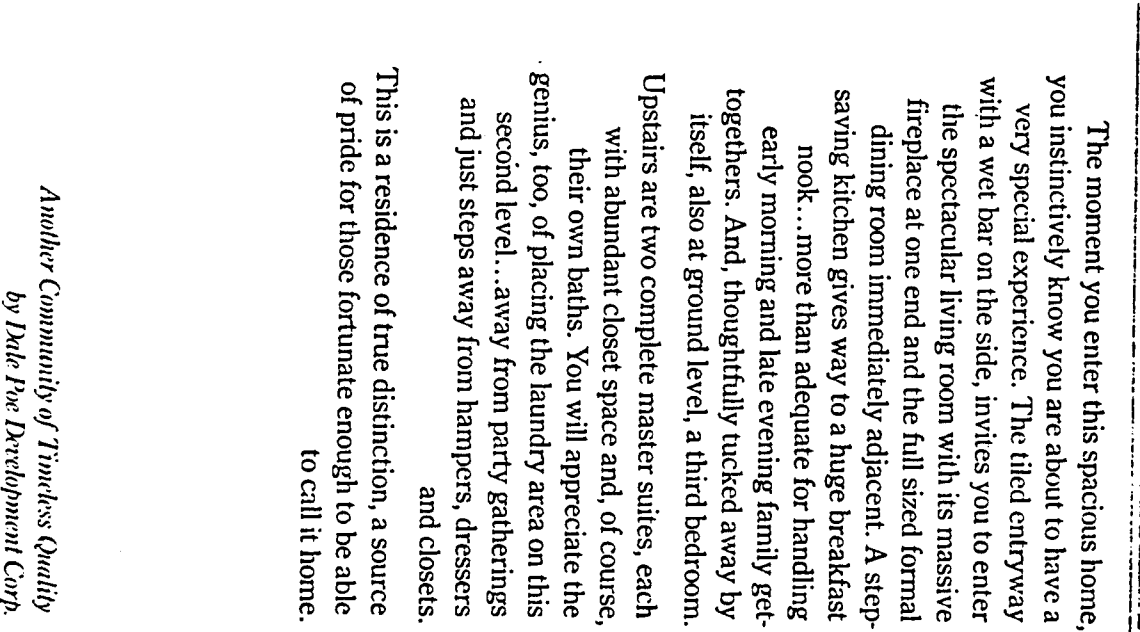 The moment you enter this spacious home,
you instinctively know you are about to have a
very special experience. The tiled entryway
with a wet bar on the side, invites you to enter
the spectacular living room with its massive
fireplace at one end and the full sized formal
dining room immediately adjacent. A step-
saving kitchen gives way to a huge breakfast
nook...more than adequate for handling
early morning and late evening family get-
togethers. And, thoughtfully tucked away by
itself, also at ground level, a third bedroom.
Upstairs are two complete master suites, each
with abundant closet space and, of course,
their own baths. You will appreciate the
genius, too, of placing the laundry area on this
second level...away from party gatherings
and just steps away from hampers, dressers
and closets.
This is a residence of true distinction, a source
of pride for those fortunate enough to be able
to call it home.
Another Community of Timeless Quality
by Dale Poe Development Corp.